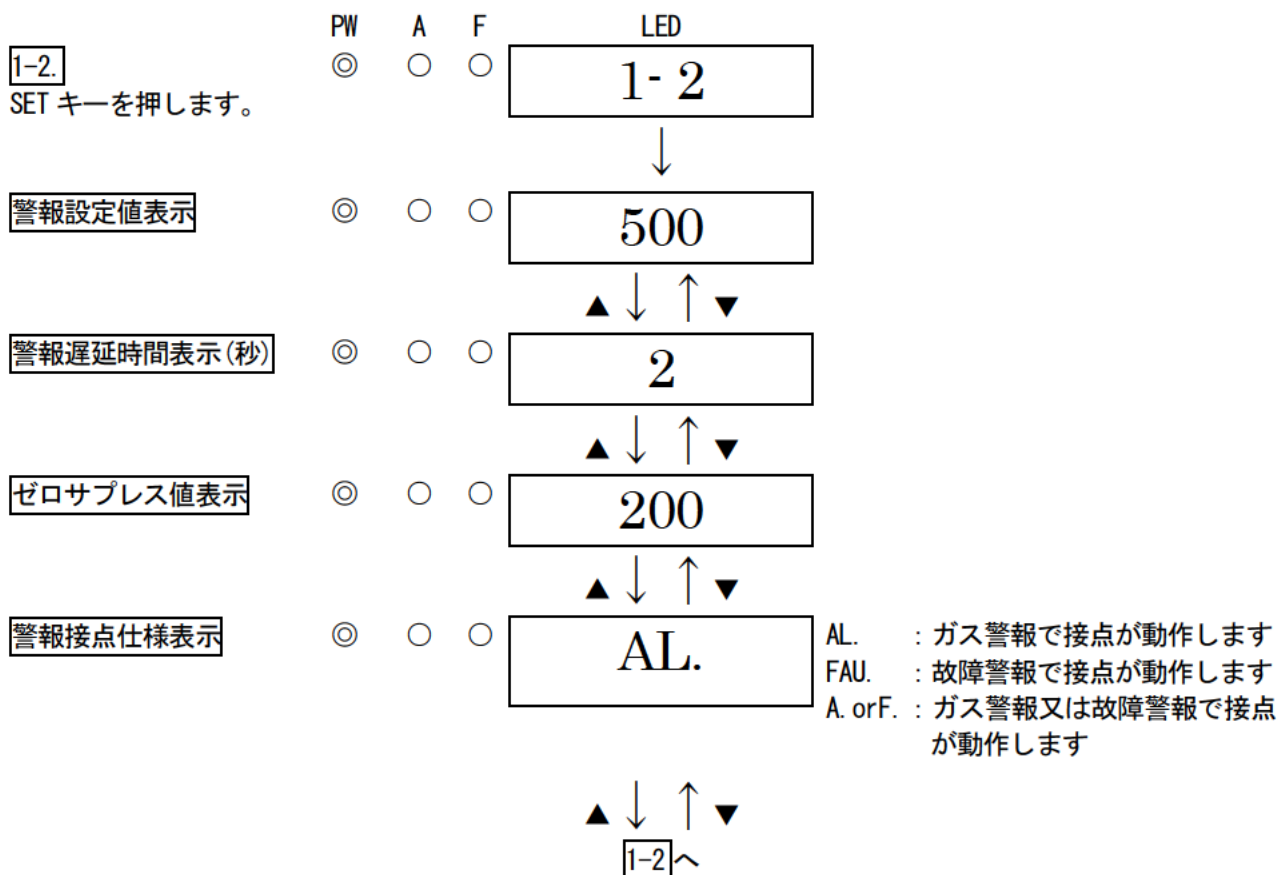 PW A F LED
1-2. ◎ ○ ○ 1- 2
SET キーを押します。
↓
警報設定値表示 ◎ ○ ○ 500
▲ ↓ ↑ ▼
警報遅延時間表示(秒) ◎ ○ ○ 2
▲ ↓ ↑ ▼
ゼロサプレス値表示 ◎ ○ ○ 200
▲ ↓ ↑ ▼
警報接点仕様表示 ◎ ○ ○ AL.
AL. : ガス警報で接点が動作します
FAU. : 故障警報で接点が動作します
A.orF. : ガス警報又は故障警報で接点
が動作します
▲ ↓ ↑ ▼
1-2へ